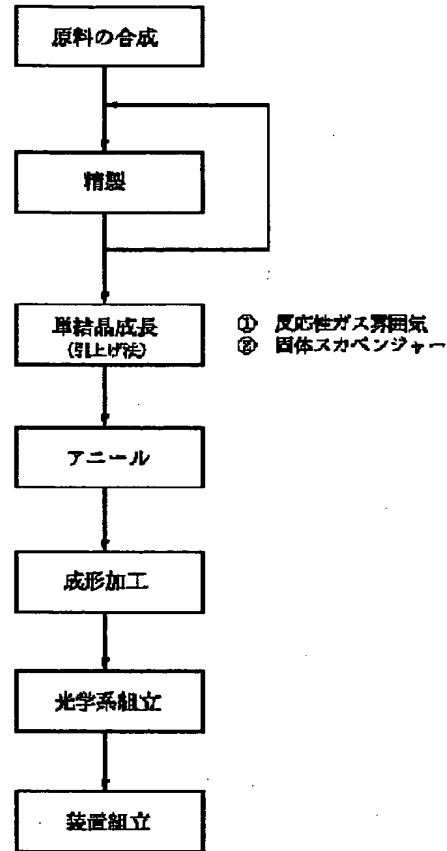 原料の合成
精製
単結晶成長
(引上げ法)
① 反応性ガス雰囲気
② 固体スカベンジャー
アニール
成形加工
光学系組立
装置組立